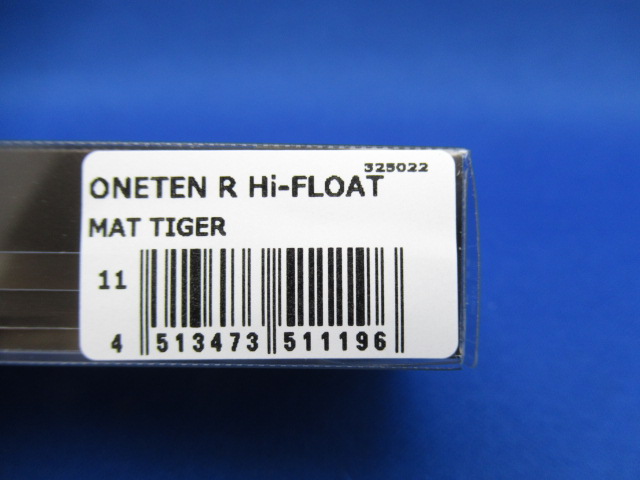 325022
ONETEN R Hi-FLOAT
MAT TIGER
11
4 513473 511196